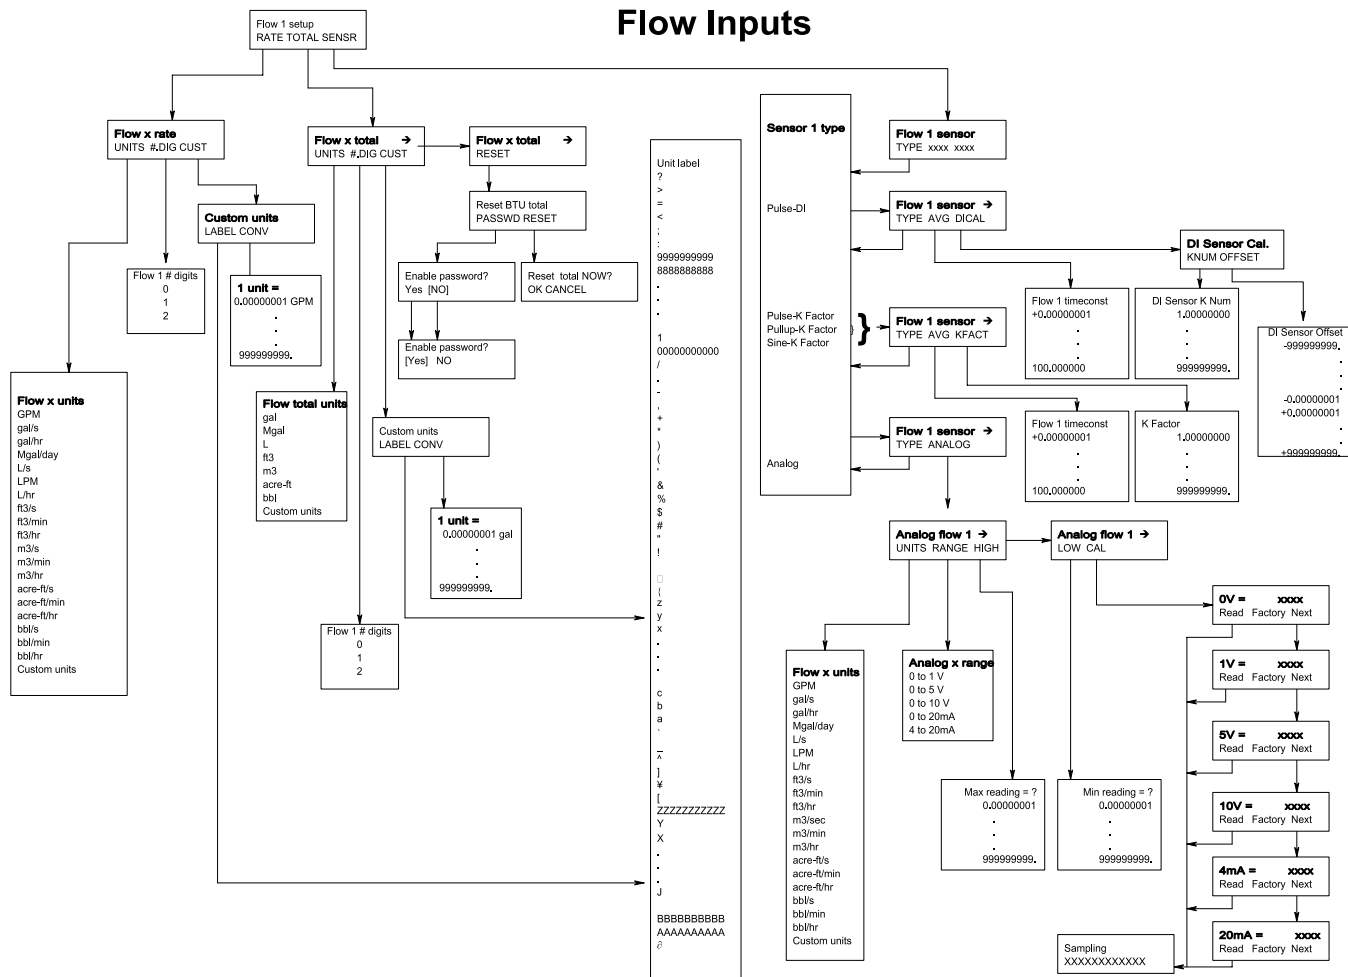 Flow Inputs
Flow 1 setup
RATE TOTAL SENSR
Flow x rate
UNITS #.DIG CUST
Custom units
LABEL CONV
Flow 1 # digits
0
1
2
1 unit =
0.00000001 GPM
.
.
.
999999999.
Flow x units
GPM
gal/s
gal/hr
Mgal/day
L/s
LPM
L/hr
ft3/s
ft3/min
ft3/hr
m3/s
m3/min
m3/hr
acre-ft/s
acre-ft/min
acre-ft/hr
bbl/s
bbl/min
bbl/hr
Custom units
Flow x total →
UNITS #.DIG CUST
Flow x total →
RESET
Reset BTU total
PASSWD RESET
Enable password?
Yes [NO]
Reset total NOW?
OK CANCEL
Enable password?
[Yes] NO
Flow total units
gal
Mgal
L
ft3
m3
acre-ft
bbl
Custom units
Custom units
LABEL CONV
1 unit =
0.00000001 gal
.
.
.
999999999.
Flow 1 # digits
0
1
2
Unit label
?
>
=
<
;
:
9999999999
8888888888
.
.
.
1
00000000000
/
.
-
,
+
*
)
(
'
&
%
$
#
"
!
□
{
z
y
x
.
.
.
c
b
a
`
_
^
]
¥
[
ZZZZZZZZZZZ
Y
X
.
.
.
J
BBBBBBBBBB
AAAAAAAAAA
∂
Sensor 1 type
Pulse-DI
Pulse-K Factor
Pullup-K Factor }
Sine-K Factor
Analog
Flow 1 sensor →
TYPE xxxx xxxx
Flow 1 sensor →
TYPE AVG DICAL
DI Sensor Cal.
KNUM OFFSET
Flow 1 timeconst
+0.00000001
.
.
.
100.000000
DI Sensor K Num
1.00000000
.
.
.
999999999.
DI Sensor Offset
-999999999.
.
.
.
-0.00000001
+0.00000001
.
.
+999999999.
Flow 1 sensor →
TYPE AVG KFACT
Flow 1 timeconst
+0.00000001
.
.
.
100.000000
K Factor
1.00000000
.
.
.
999999999.
Flow 1 sensor →
TYPE ANALOG
Analog flow 1 →
UNITS RANGE HIGH
Analog flow 1 →
LOW CAL
Flow x units
GPM
gal/s
gal/hr
Mgal/day
L/s
LPM
L/hr
ft3/s
ft3/min
ft3/hr
m3/sec
m3/min
m3/hr
acre-ft/s
acre-ft/min
acre-ft/hr
bbl/s
bbl/min
bbl/hr
Custom units
Analog x range
0 to 1 V
0 to 5 V
0 to 10 V
0 to 20mA
4 to 20mA
Max reading = ?
0.00000001
.
.
.
999999999.
Min reading = ?
0.00000001
.
.
.
999999999.
0V = xxxx
Read Factory Next
1V = xxxx
Read Factory Next
5V = xxxx
Read Factory Next
10V = xxxx
Read Factory Next
4mA = xxxx
Read Factory Next
20mA = xxxx
Read Factory Next
Sampling
XXXXXXXXXXXX